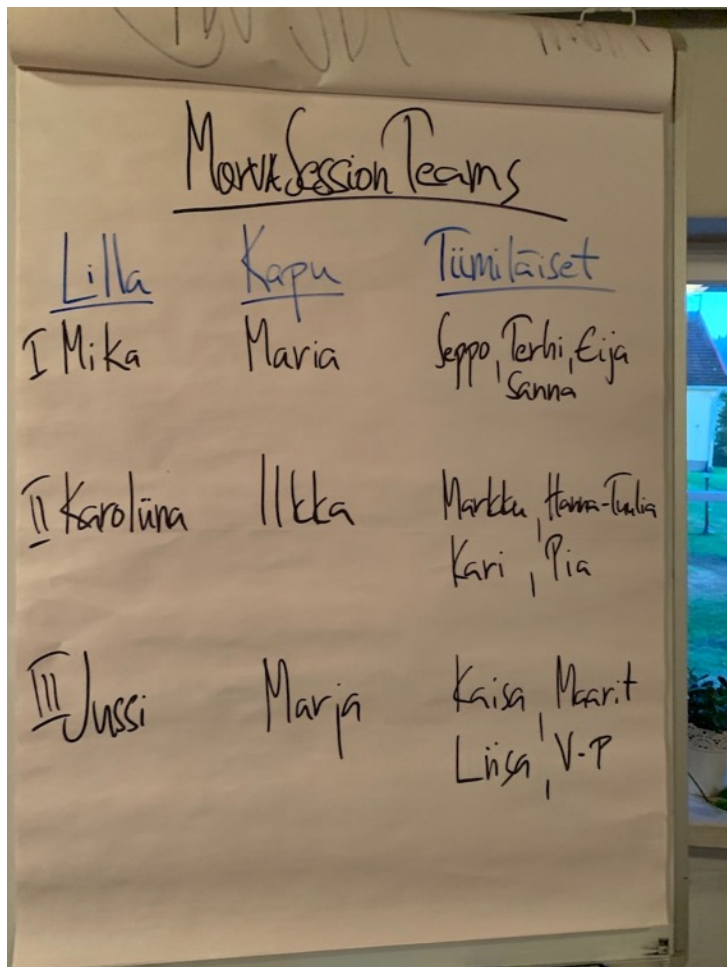 Session Teams
Lilla Kapu Tiimiläiset
I Mika Maria Seppo, Terhi, Eija
Sanna
II Karoliina Ilkka Markku, Hanna-Tuulia
Kari, Pia
III Jussi Marja Kaisa, Maarit
Liisa, V-P